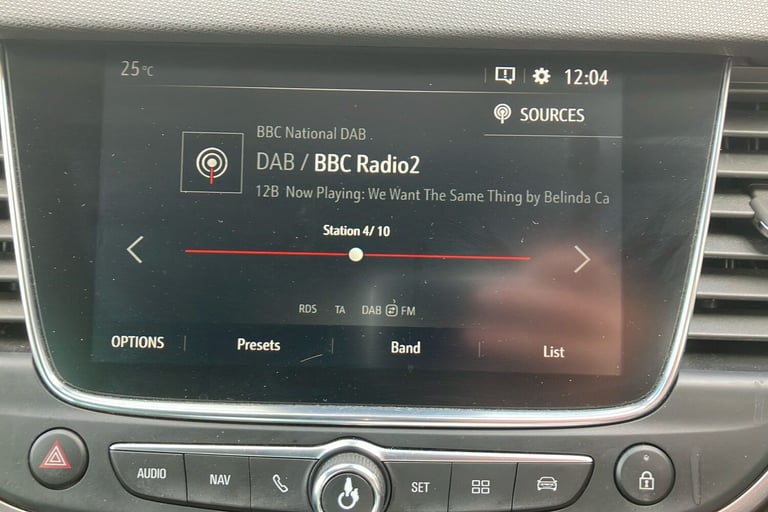 25°C
12:04
SOURCES
BBC National DAB
DAB / BBC Radio2
12B Now Playing: We Want The Same Thing by Belinda Ca
Station 4/10
RDS TA DAB FM
OPTIONS Presets Band List
AUDIO NAV SET